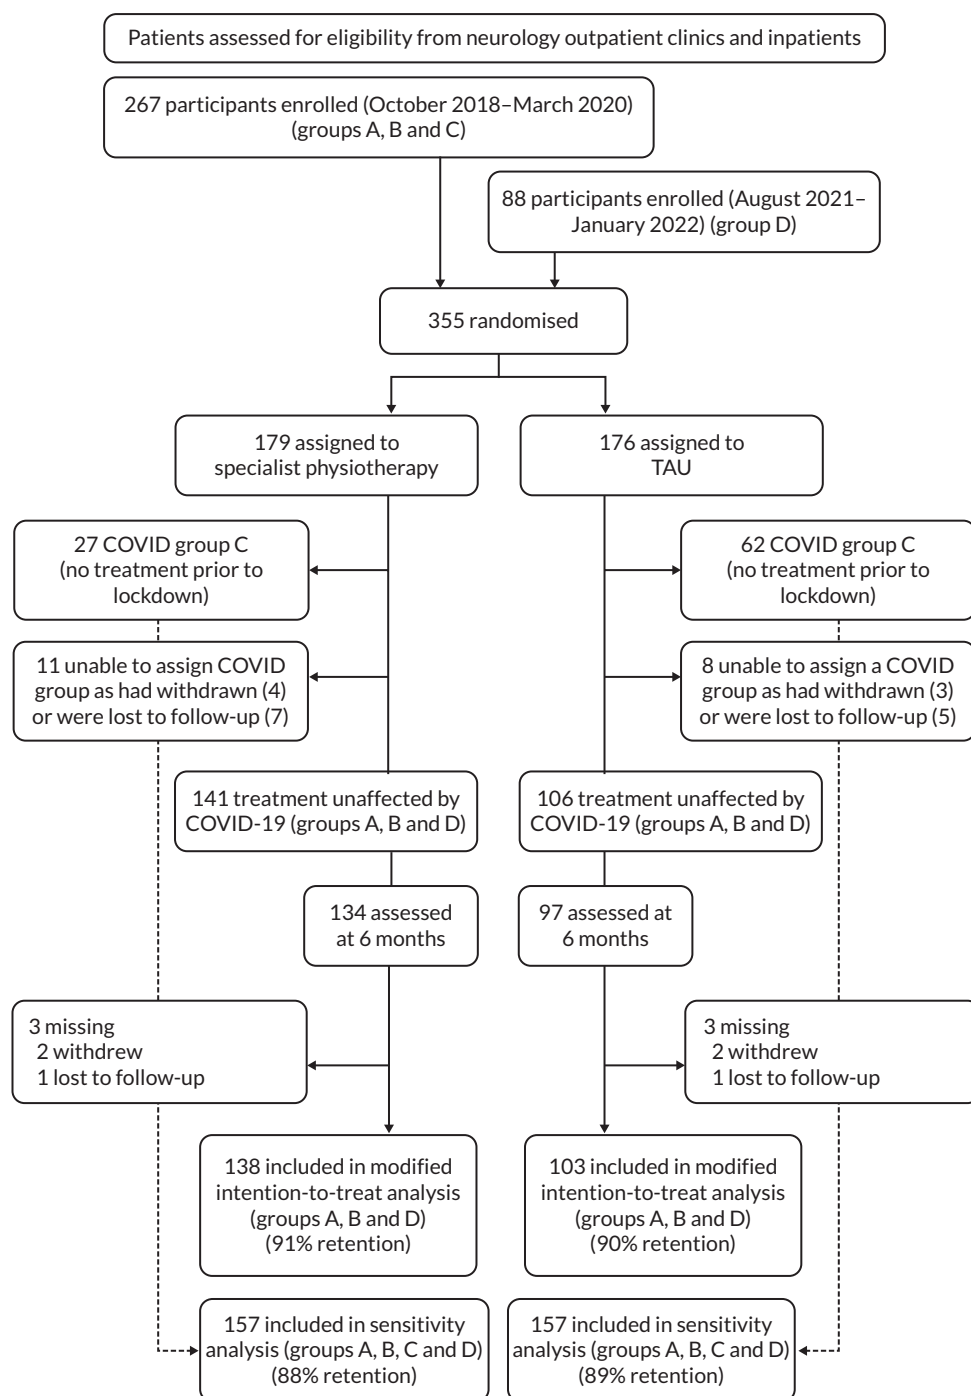 Patients assessed for eligibility from neurology outpatient clinics and inpatients
267 participants enrolled (October 2018–March 2020)
(groups A, B and C)
88 participants enrolled (August 2021–
January 2022) (group D)
355 randomised
179 assigned to
specialist physiotherapy
176 assigned to
TAU
27 COVID group C
(no treatment prior to
lockdown)
62 COVID group C
(no treatment prior to
lockdown)
11 unable to assign COVID
group as had withdrawn (4)
or were lost to follow-up (7)
8 unable to assign a COVID
group as had withdrawn (3)
or were lost to follow-up (5)
141 treatment unaffected by
COVID-19 (groups A, B and D)
106 treatment unaffected by
COVID-19 (groups A, B and D)
134 assessed
at 6 months
97 assessed at
6 months
3 missing
2 withdrew
1 lost to follow-up
3 missing
2 withdrew
1 lost to follow-up
138 included in modified
intention-to-treat analysis
(groups A, B and D)
(91% retention)
103 included in modified
intention-to-treat analysis
(groups A, B and D)
(90% retention)
157 included in sensitivity
analysis (groups A, B, C and D)
(88% retention)
157 included in sensitivity
analysis (groups A, B, C and D)
(89% retention)